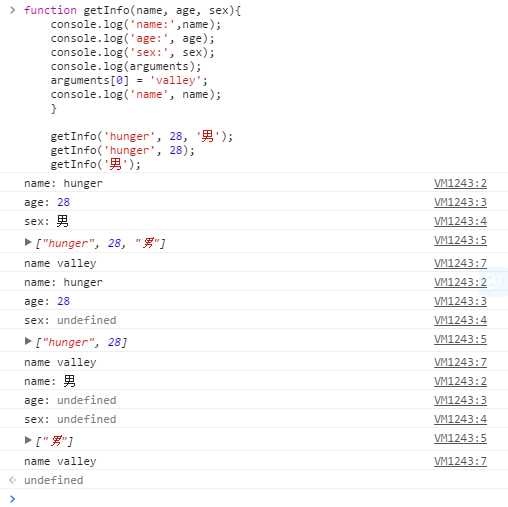 > function getInfo(name, age, sex){
console.log('name:',name);
console.log('age:', age);
console.log('sex:', sex);
console.log(arguments);
arguments[0] = 'valley';
console.log('name', name);
}
getInfo('hunger', 28, '男');
getInfo('hunger', 28);
getInfo('男');
name: hunger VM1243:2
age: 28 VM1243:3
sex: 男 VM1243:4
▶ ["hunger", 28, "男"] VM1243:5
name valley VM1243:7
name: hunger VM1243:2
age: 28 VM1243:3
sex: undefined VM1243:4
▶ ["hunger", 28] VM1243:5
name valley VM1243:7
name: 男 VM1243:2
age: undefined VM1243:3
sex: undefined VM1243:4
▶ ["男"] VM1243:5
name valley VM1243:7
undefined
>